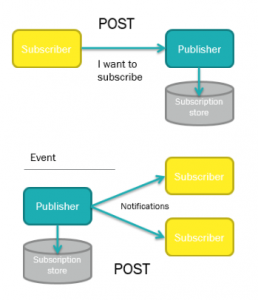 POST
Subscriber
Publisher
I want to
subscribe
Subscription
store
Event
Subscriber
Publisher
Notifications
Subscriber
Subscription
store
POST